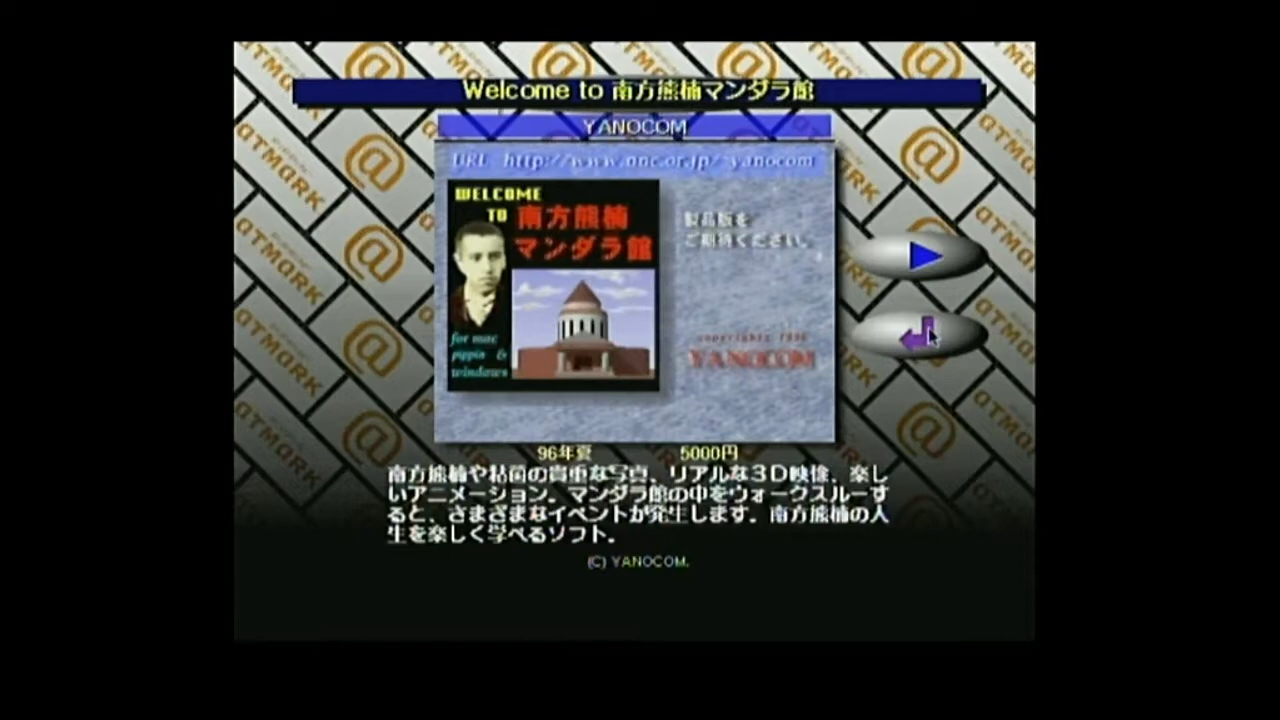 Welcome to 南方熊楠マンダラ館
YANOCOM
URL http://www.nnc.or.jp/~yanocom
WELCOME
TO 南方熊楠
マンダラ館
for mac
pippin &
windows
製品版を
ご期待ください。
copyrights 1996
YANOCOM
96年夏 5000円
南方熊楠や粘菌の貴重な写真、リアルな3D映像、楽し
いアニメーション。マンダラ館の中をウォークスルーす
ると、さまざまなイベントが発生します。南方熊楠の人
生を楽しく学べるソフト。
(C) YANOCOM.
@
ATMARK